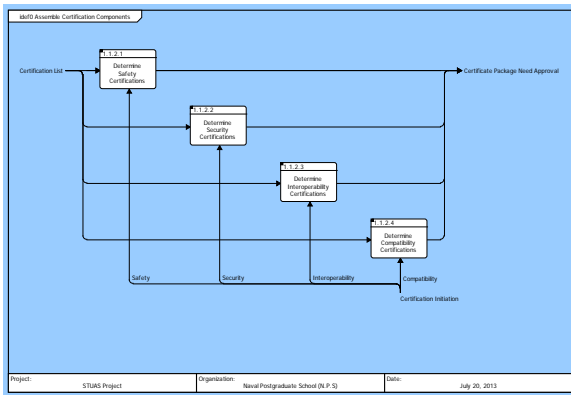 idef0 Assemble Certification Components
1.1.2.1
Determine
Safety
Certifications
Certification List
Certificate Package Need Approval
1.1.2.2
Determine
Security
Certifications
1.1.2.3
Determine
Interoperability
Certifications
1.1.2.4
Determine
Compatibility
Certifications
Safety
Security
Interoperability
Compatibility
Certification Initiation
Project:
STUAS Project
Organization:
Naval Postgraduate School (N.P.S)
Date:
July 20, 2013